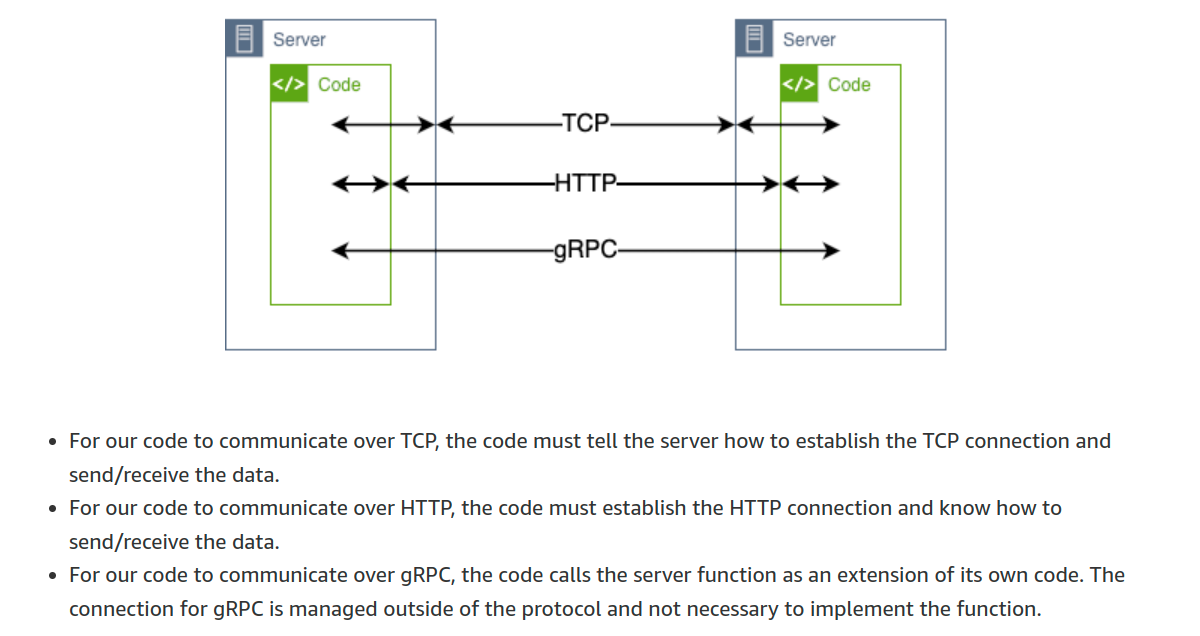 Server
Server
</> Code
</> Code
TCP
HTTP
gRPC
• For our code to communicate over TCP, the code must tell the server how to establish the TCP connection and
send/receive the data.
• For our code to communicate over HTTP, the code must establish the HTTP connection and know how to
send/receive the data.
• For our code to communicate over gRPC, the code calls the server function as an extension of its own code. The
connection for gRPC is managed outside of the protocol and not necessary to implement the function.